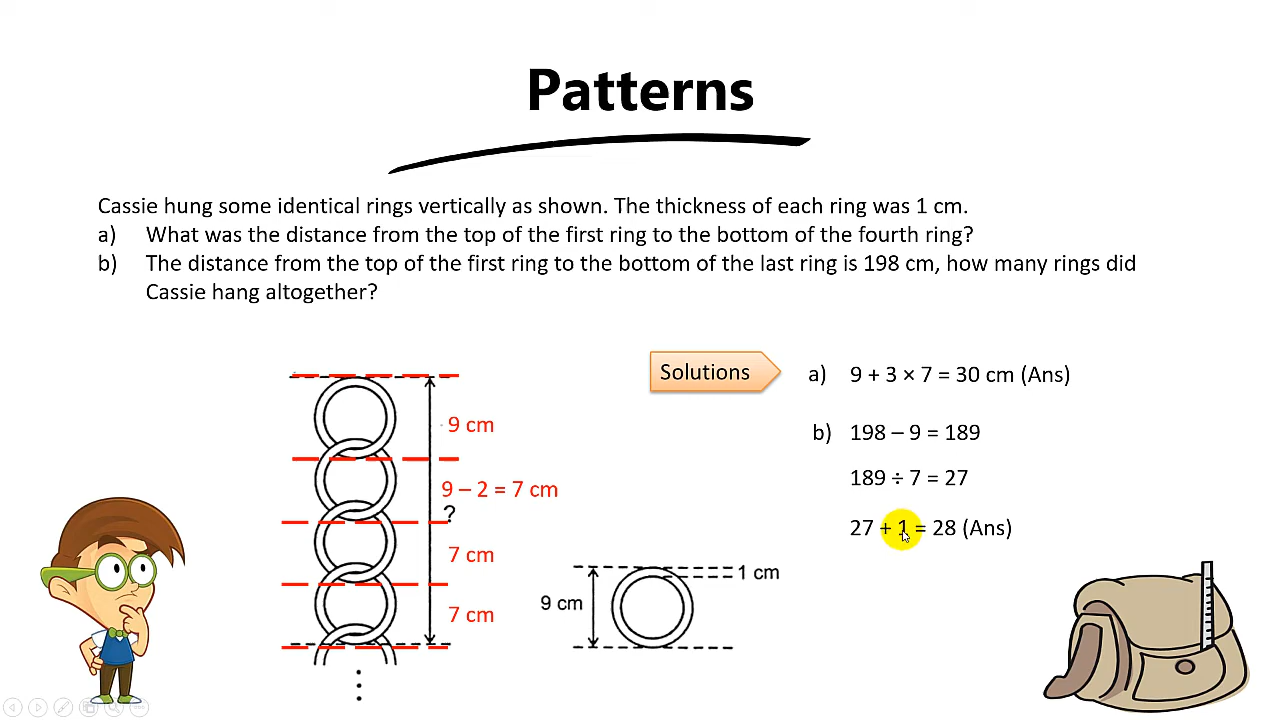 Patterns
Cassie hung some identical rings vertically as shown. The thickness of each ring was 1 cm.
a) What was the distance from the top of the first ring to the bottom of the fourth ring?
b) The distance from the top of the first ring to the bottom of the last ring is 198 cm, how many rings did
Cassie hang altogether?
Solutions
a) 9 + 3 × 7 = 30 cm (Ans)
b) 198 – 9 = 189
189 ÷ 7 = 27
27 + 1 = 28 (Ans)
9 cm
9 – 2 = 7 cm
?
7 cm
7 cm
1 cm
9 cm